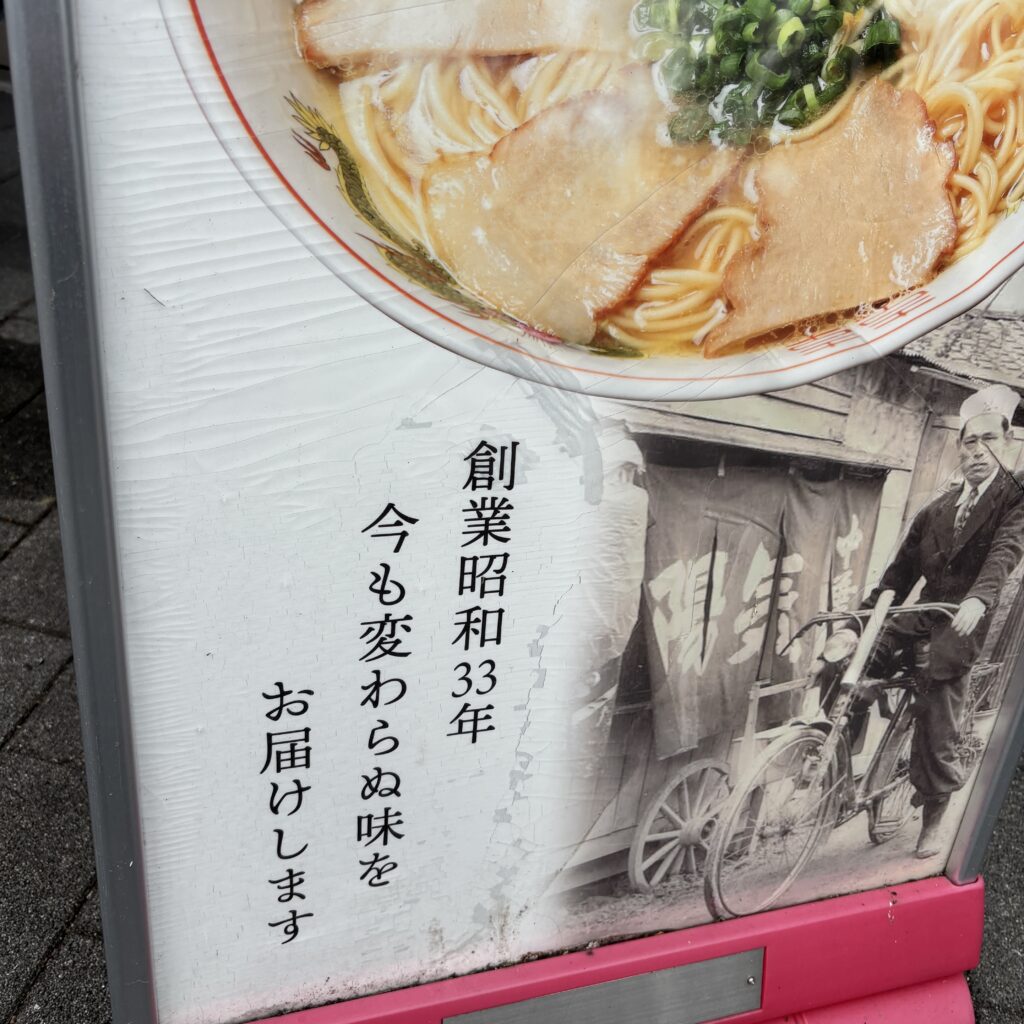 創業昭和33年
今も変わらぬ味を
お届けします